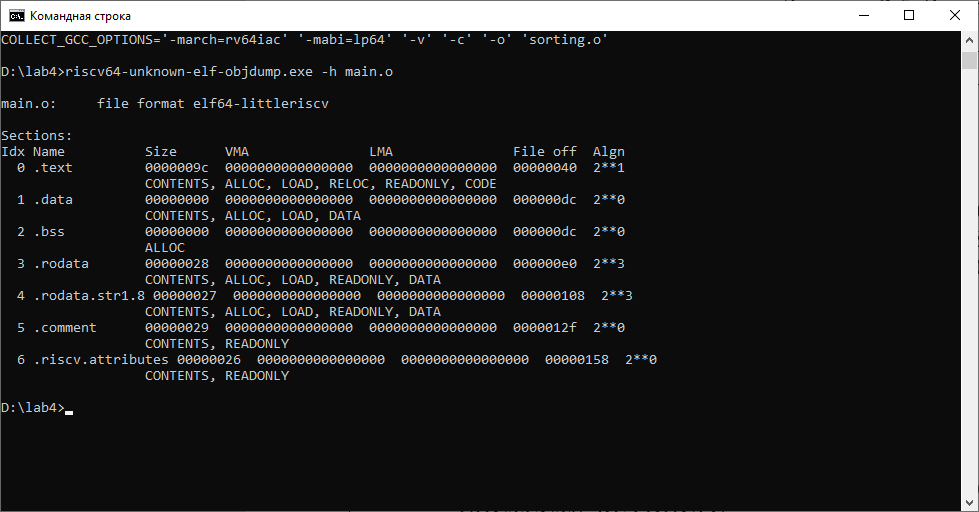 Командная строка
COLLECT_GCC_OPTIONS='-march=rv64iac' '-mabi=lp64' '-v' '-c' '-o' 'sorting.o'
D:\lab4>riscv64-unknown-elf-objdump.exe -h main.o
main.o:     file format elf64-littleriscv
Sections:
Idx Name          Size      VMA               LMA               File off  Algn
  0 .text         0000009c  0000000000000000  0000000000000000  00000040  2**1
                  CONTENTS, ALLOC, LOAD, RELOC, READONLY, CODE
  1 .data         00000000  0000000000000000  0000000000000000  000000dc  2**0
                  CONTENTS, ALLOC, LOAD, DATA
  2 .bss          00000000  0000000000000000  0000000000000000  000000dc  2**0
                  ALLOC
  3 .rodata       00000028  0000000000000000  0000000000000000  000000e0  2**3
                  CONTENTS, ALLOC, LOAD, READONLY, DATA
  4 .rodata.str1.8 00000027  0000000000000000  0000000000000000  00000108  2**3
                  CONTENTS, ALLOC, LOAD, READONLY, DATA
  5 .comment      00000029  0000000000000000  0000000000000000  0000012f  2**0
                  CONTENTS, READONLY
  6 .riscv.attributes 00000026  0000000000000000  0000000000000000  00000158  2**0
                  CONTENTS, READONLY
D:\lab4>